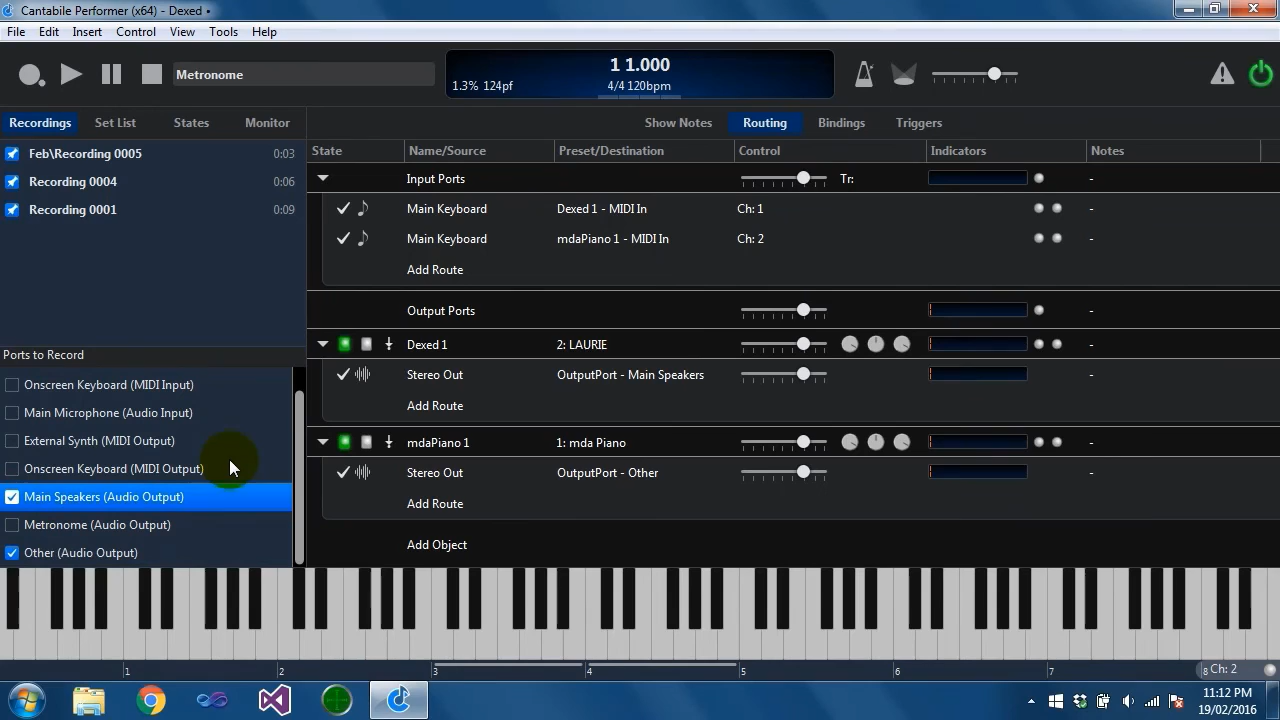 Cantabile Performer (x64) - Dexed •
File Edit Insert Control View Tools Help
Metronome
1 1.000
1.3% 124pf
4/4 120bpm
Recordings Set List States Monitor
Show Notes Routing Bindings Triggers
State Name/Source Preset/Destination Control Indicators Notes
Feb\Recording 0005 0:03
Recording 0004 0:06
Recording 0001 0:09
Input Ports Tr: -
Main Keyboard Dexed 1 - MIDI In Ch: 1 -
Main Keyboard mdaPiano 1 - MIDI In Ch: 2 -
Add Route
Output Ports -
Dexed 1 2: LAURIE -
Stereo Out OutputPort - Main Speakers -
Add Route
mdaPiano 1 1: mda Piano -
Stereo Out OutputPort - Other -
Add Route
Add Object
Ports to Record
Onscreen Keyboard (MIDI Input)
Main Microphone (Audio Input)
External Synth (MIDI Output)
Onscreen Keyboard (MIDI Output)
Main Speakers (Audio Output)
Metronome (Audio Output)
Other (Audio Output)
1 2 3 4 5 6 7 8 Ch: 2
11:12 PM
19/02/2016